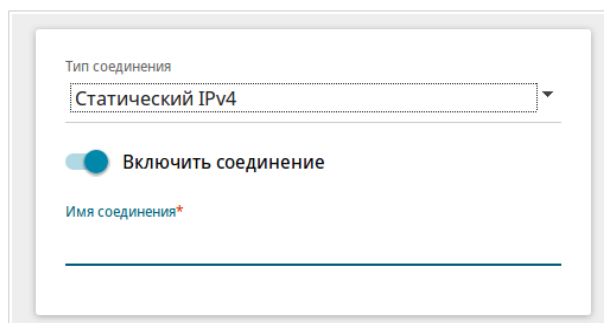 Тип соединения
Статический IPv4
Включить соединение
Имя соединения*